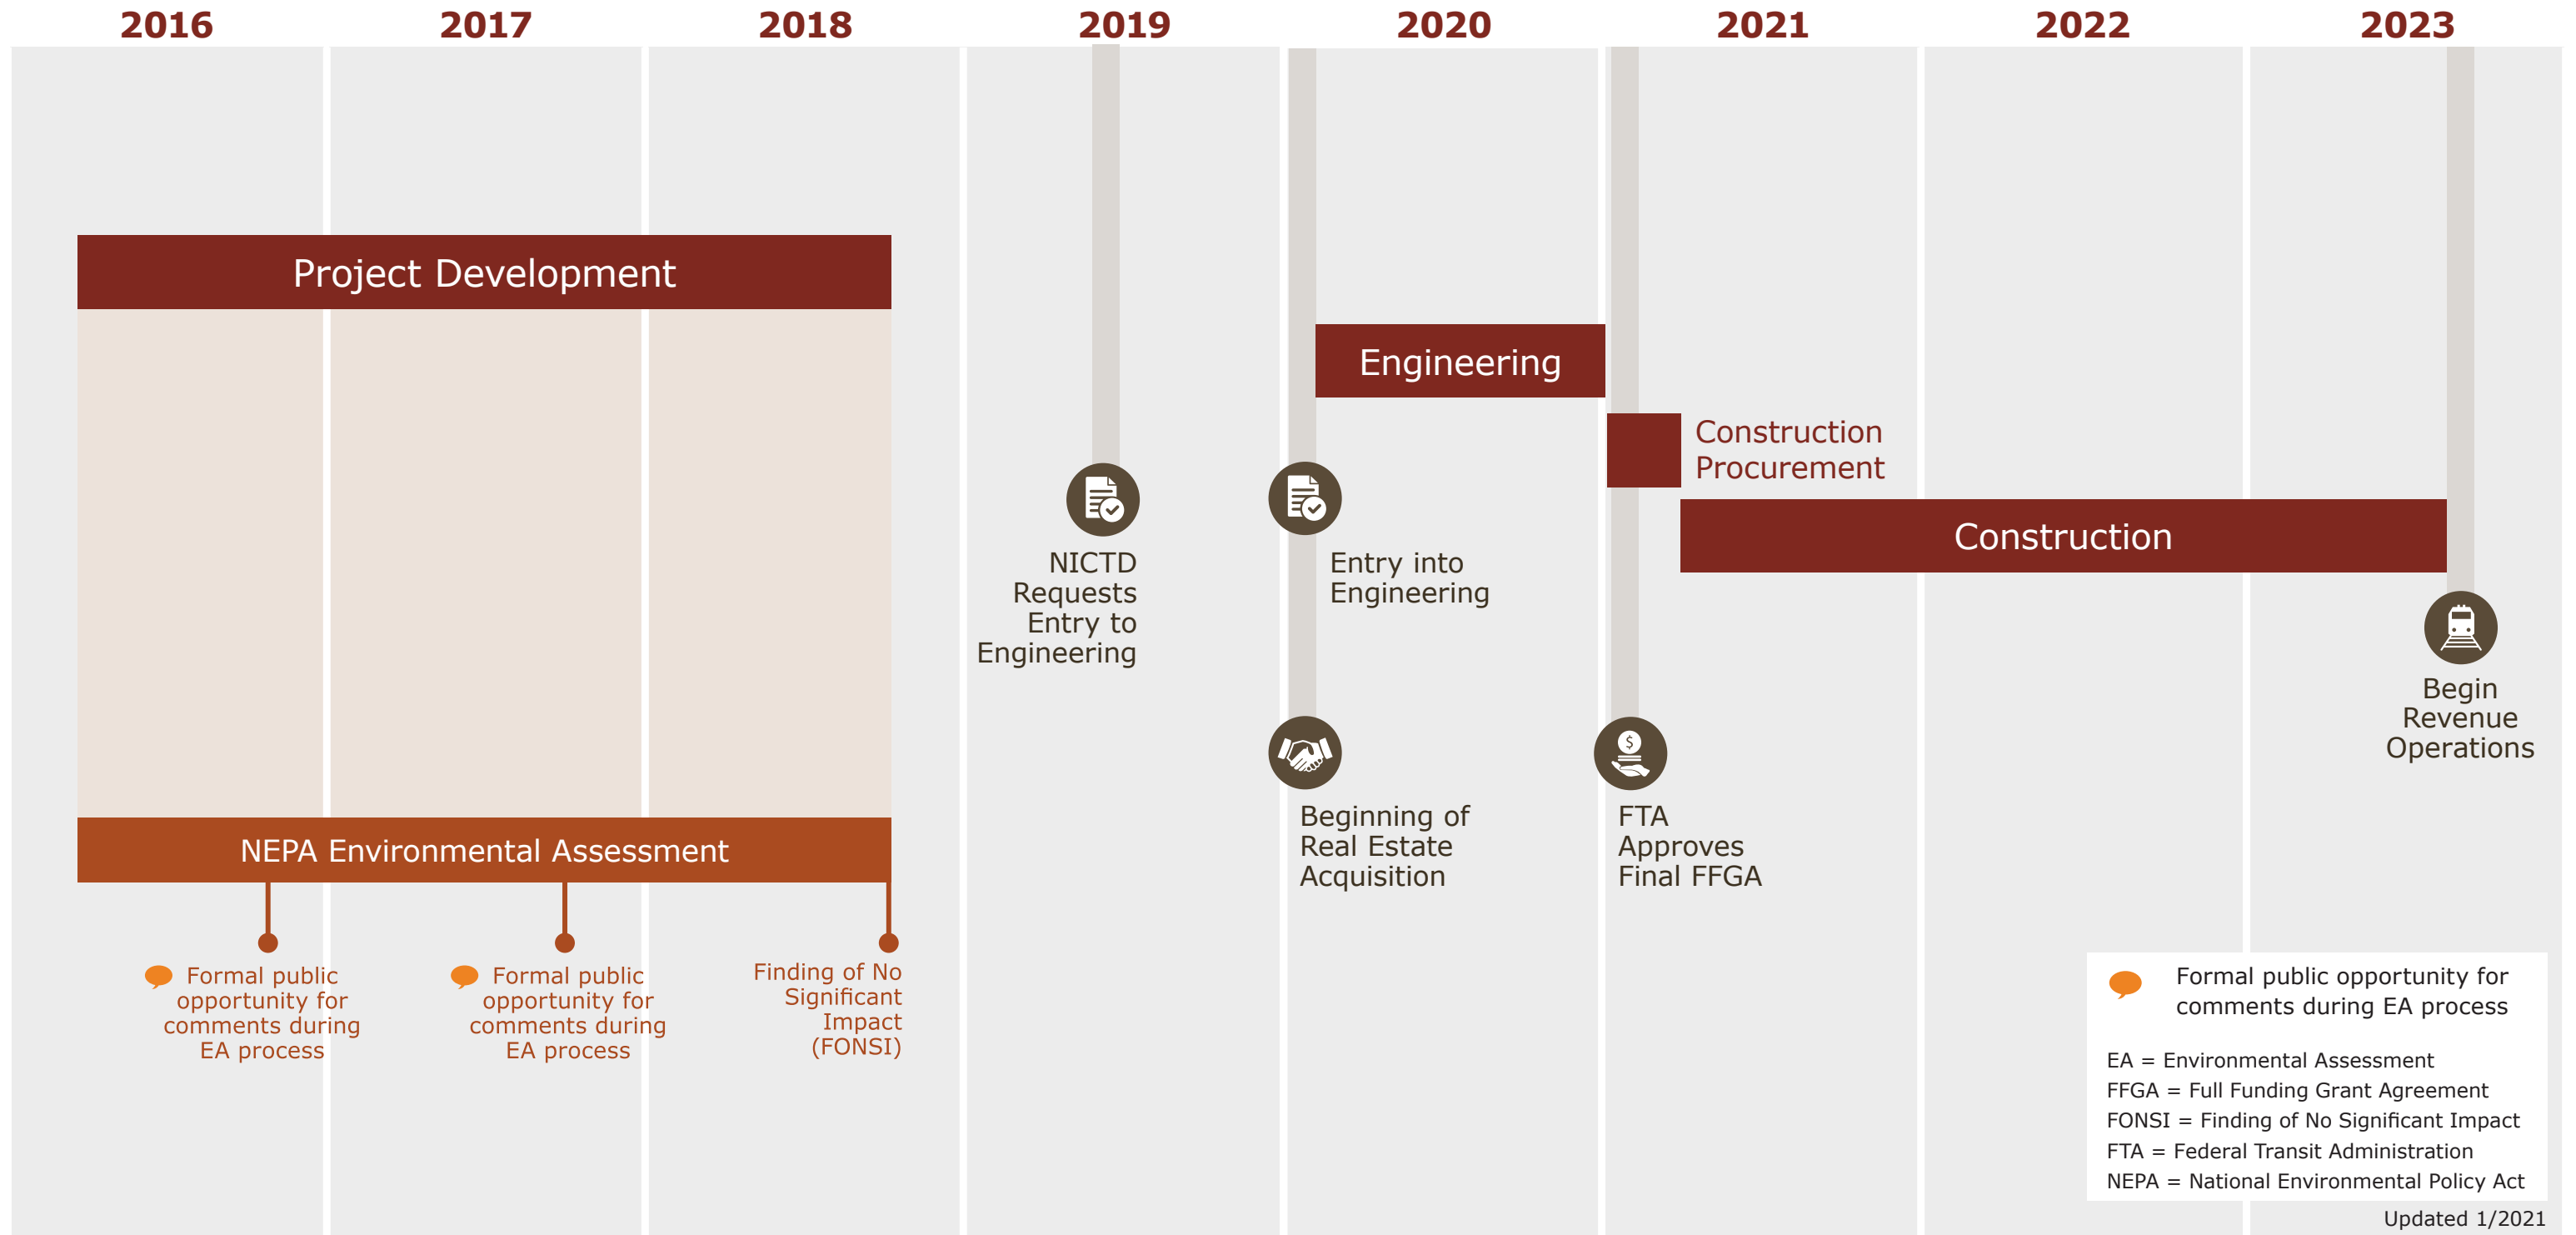 2016 2017 2018 2019 2020 2021 2022 2023
Project Development
Engineering
Construction
Procurement
Construction
NICTD
Requests
Entry to
Engineering
Entry into
Engineering
Begin
Revenue
Operations
$
Beginning of
Real Estate
Acquisition
FTA
Approves
Final FFGA
NEPA Environmental Assessment
Formal public
opportunity for
comments during
EA process
Formal public
opportunity for
comments during
EA process
Finding of No
Significant
Impact
(FONSI)
Formal public opportunity for
comments during EA process
EA = Environmental Assessment
FFGA = Full Funding Grant Agreement
FONSI = Finding of No Significant Impact
FTA = Federal Transit Administration
NEPA = National Environmental Policy Act
Updated 1/2021